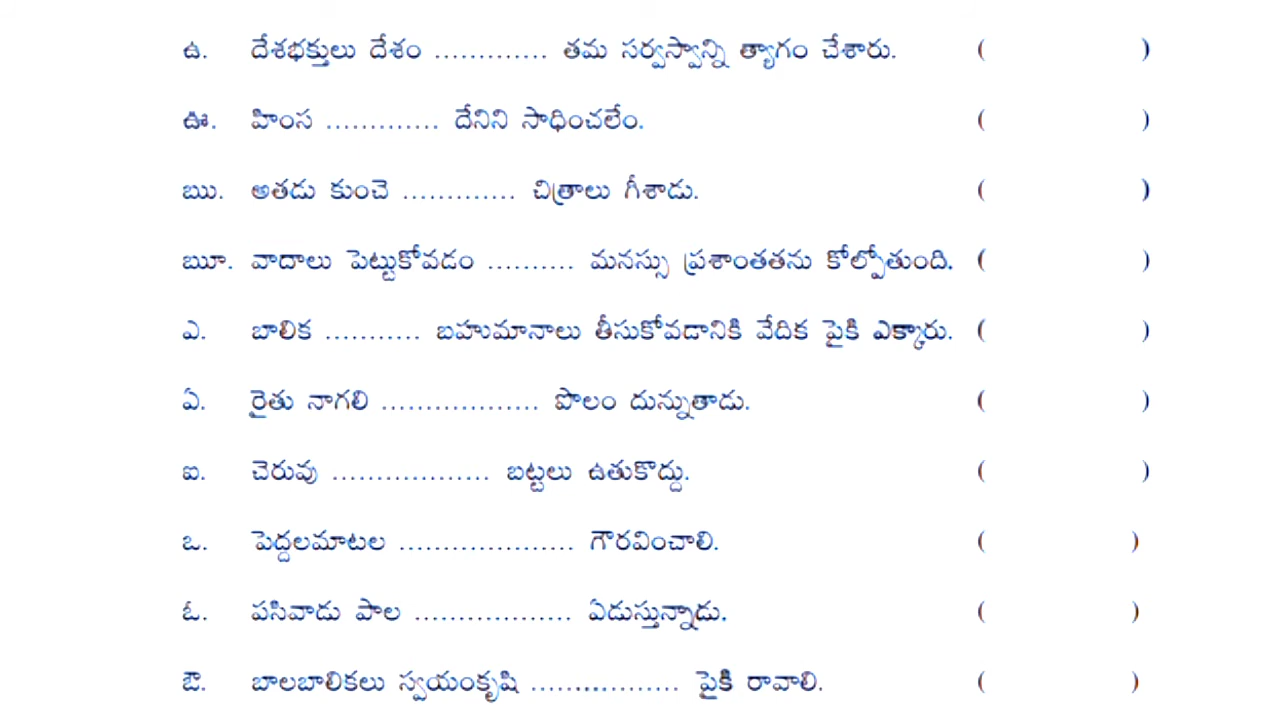 ఉ. దేశభక్తులు దేశం ............. తమ సర్వస్వాన్ని త్యాగం చేశారు. ( )
ఊ. హింస ............. దేనిని సాధించలేం. ( )
ఋ. అతడు కుంచె ............. చిత్రాలు గీశాడు. ( )
ౠ. వాదాలు పెట్టుకోవడం .......... మనస్సు ప్రశాంతతను కోల్పోతుంది. ( )
ఎ. బాలిక ........... బహుమానాలు తీసుకోవడానికి వేదిక పైకి ఎక్కారు. ( )
ఏ. రైతు నాగలి .................. పొలం దున్నుతాడు. ( )
ఐ. చెరువు .................. బట్టలు ఉతుకొద్దు. ( )
ఒ. పెద్దలమాటల .................... గౌరవించాలి. ( )
ఓ. పసివాడు పాల .................. ఏడుస్తున్నాడు. ( )
ఔ. బాలబాలికలు స్వయంకృషి ................. పైకి రావాలి. ( )